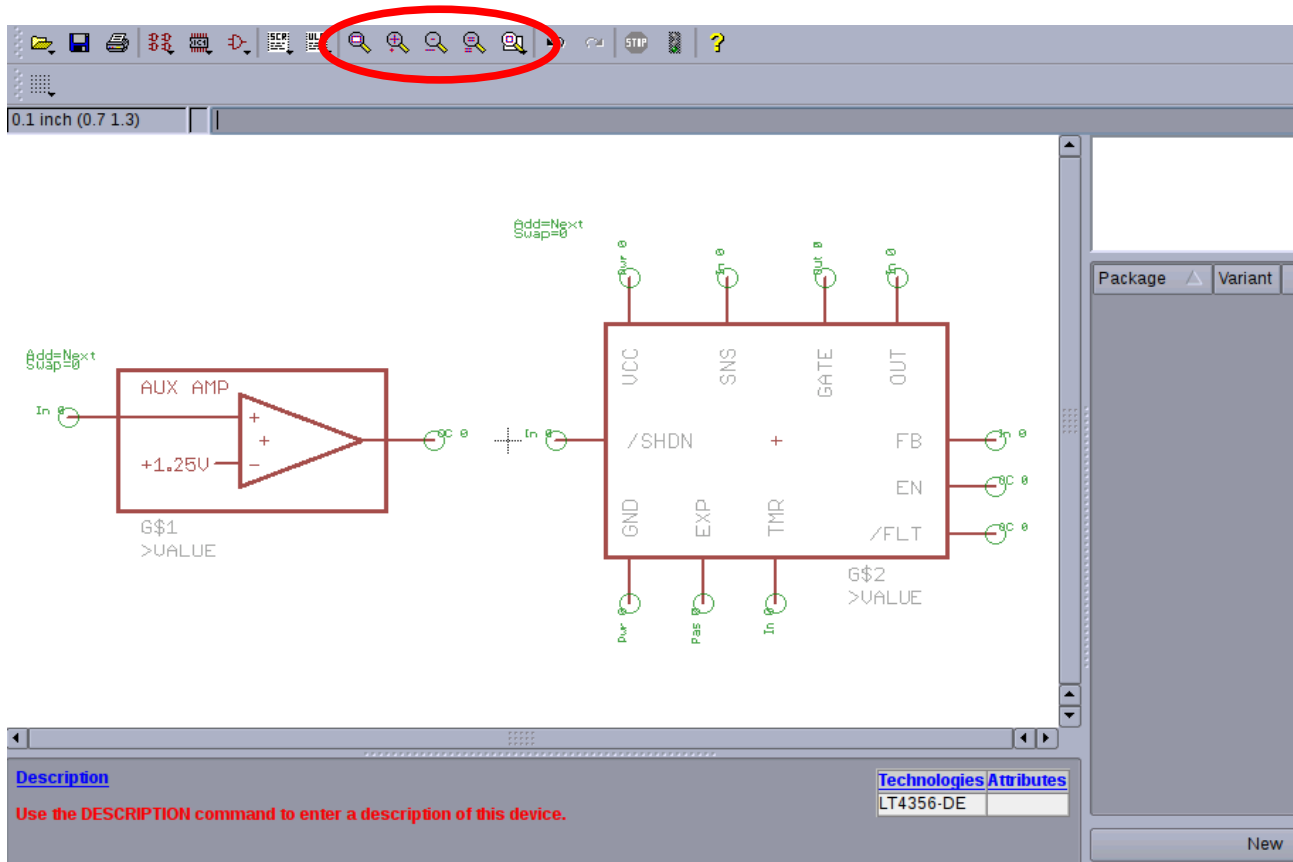 SCR ULP STOP ?
0.1 inch (0.7 1.3)
Package Variant
Add=Next
Swap=0
Pwr 0
In 0
Out 0
In 0
VCC
SNS
GATE
OUT
Add=Next
Swap=0
AUX AMP
In 0
+
+
+1.25V
-
OC 0
G$1
>VALUE
In 0
/SHDN
+
FB
In 0
EN
OC 0
/FLT
OC 0
GND
EXP
TMR
G$2
>VALUE
Pwr 0
Pas 0
In 0
Description
Use the DESCRIPTION command to enter a description of this device.
Technologies Attributes
LT4356-DE
New